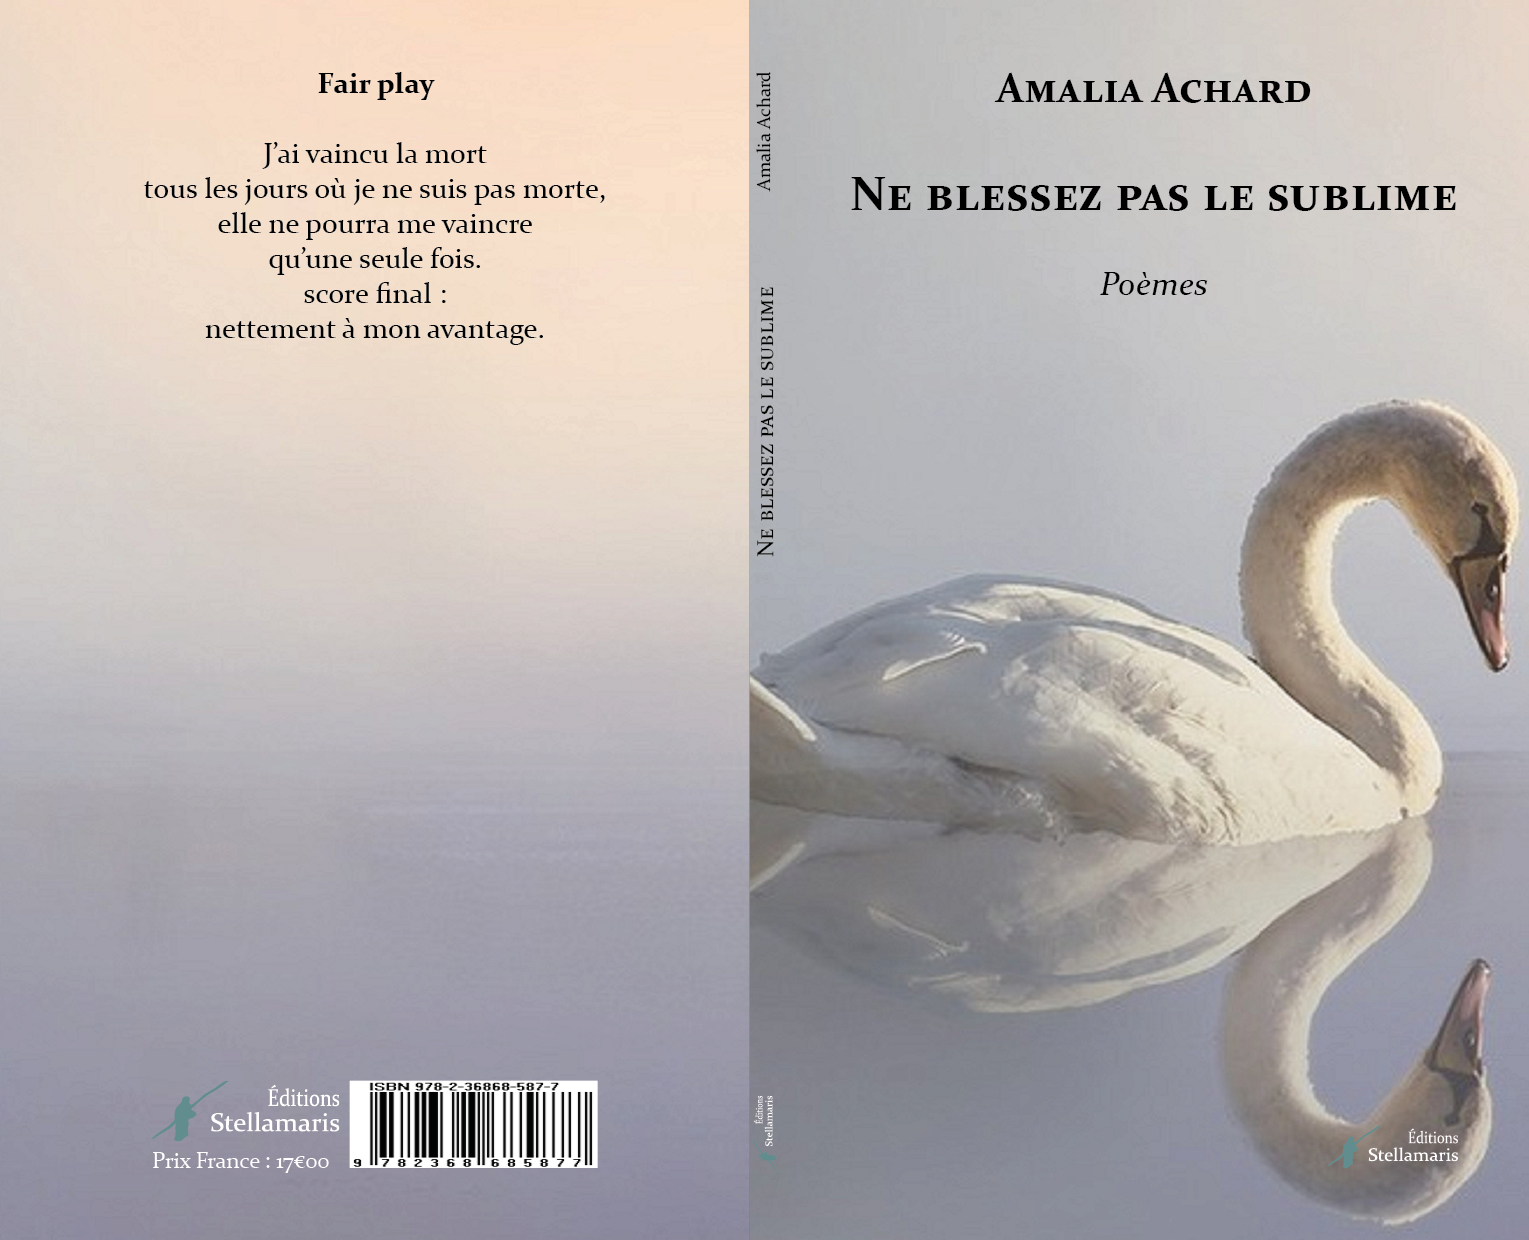 Fair play
J’ai vaincu la mort
tous les jours où je ne suis pas morte,
elle ne pourra me vaincre
qu’une seule fois.
score final :
nettement à mon avantage.
Éditions
Stellamaris
Prix France : 17€00
ISBN 978-2-36868-587-7
9 782368 685877
Amalia Achard
Ne blessez pas le sublime
Éditions
Stellamaris
Amalia Achard
Ne blessez pas le sublime
Poèmes
Éditions
Stellamaris